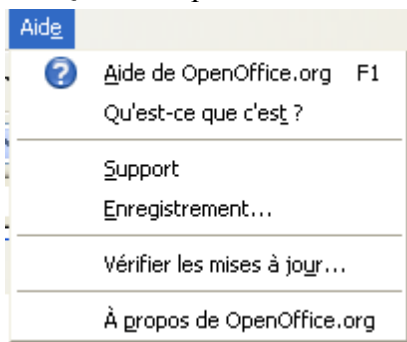 Aide
Aide de OpenOffice.org F1
Qu'est-ce que c'est ?
Support
Enregistrement...
Vérifier les mises à jour...
À propos de OpenOffice.org